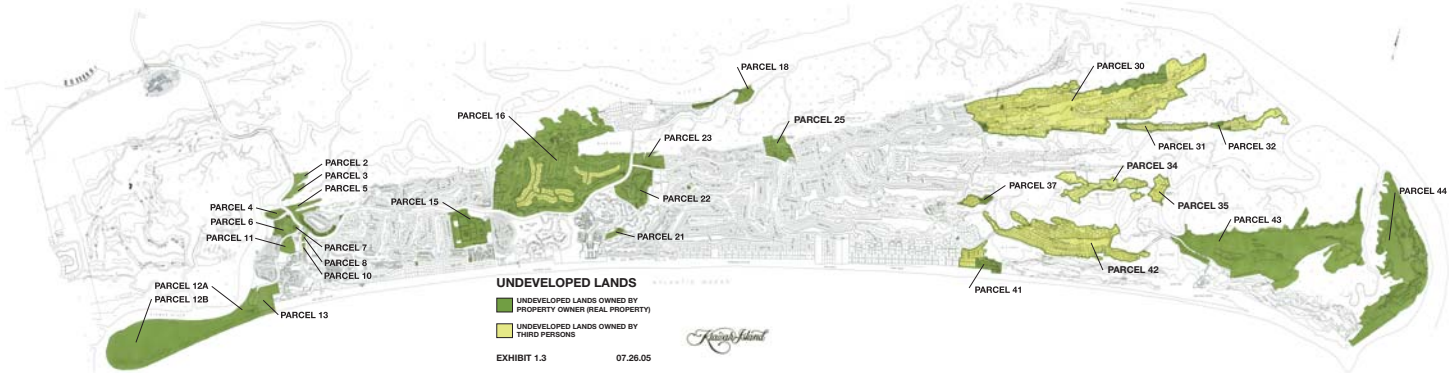 PARCEL 18
PARCEL 30
PARCEL 16
PARCEL 25
PARCEL 23
PARCEL 31
PARCEL 32
PARCEL 2
PARCEL 3
PARCEL 5
PARCEL 34
PARCEL 37
PARCEL 44
PARCEL 4
PARCEL 15
PARCEL 22
PARCEL 35
PARCEL 6
PARCEL 43
PARCEL 11
PARCEL 7
PARCEL 21
PARCEL 8
PARCEL 42
PARCEL 10
PARCEL 12A
PARCEL 12B
PARCEL 41
PARCEL 13
UNDEVELOPED LANDS
ATLANTIC OCEAN
UNDEVELOPED LANDS OWNED BY
PROPERTY OWNER (REAL PROPERTY)
UNDEVELOPED LANDS OWNED BY
THIRD PERSONS
Kiawah Island
EXHIBIT 1.3 07.26.05